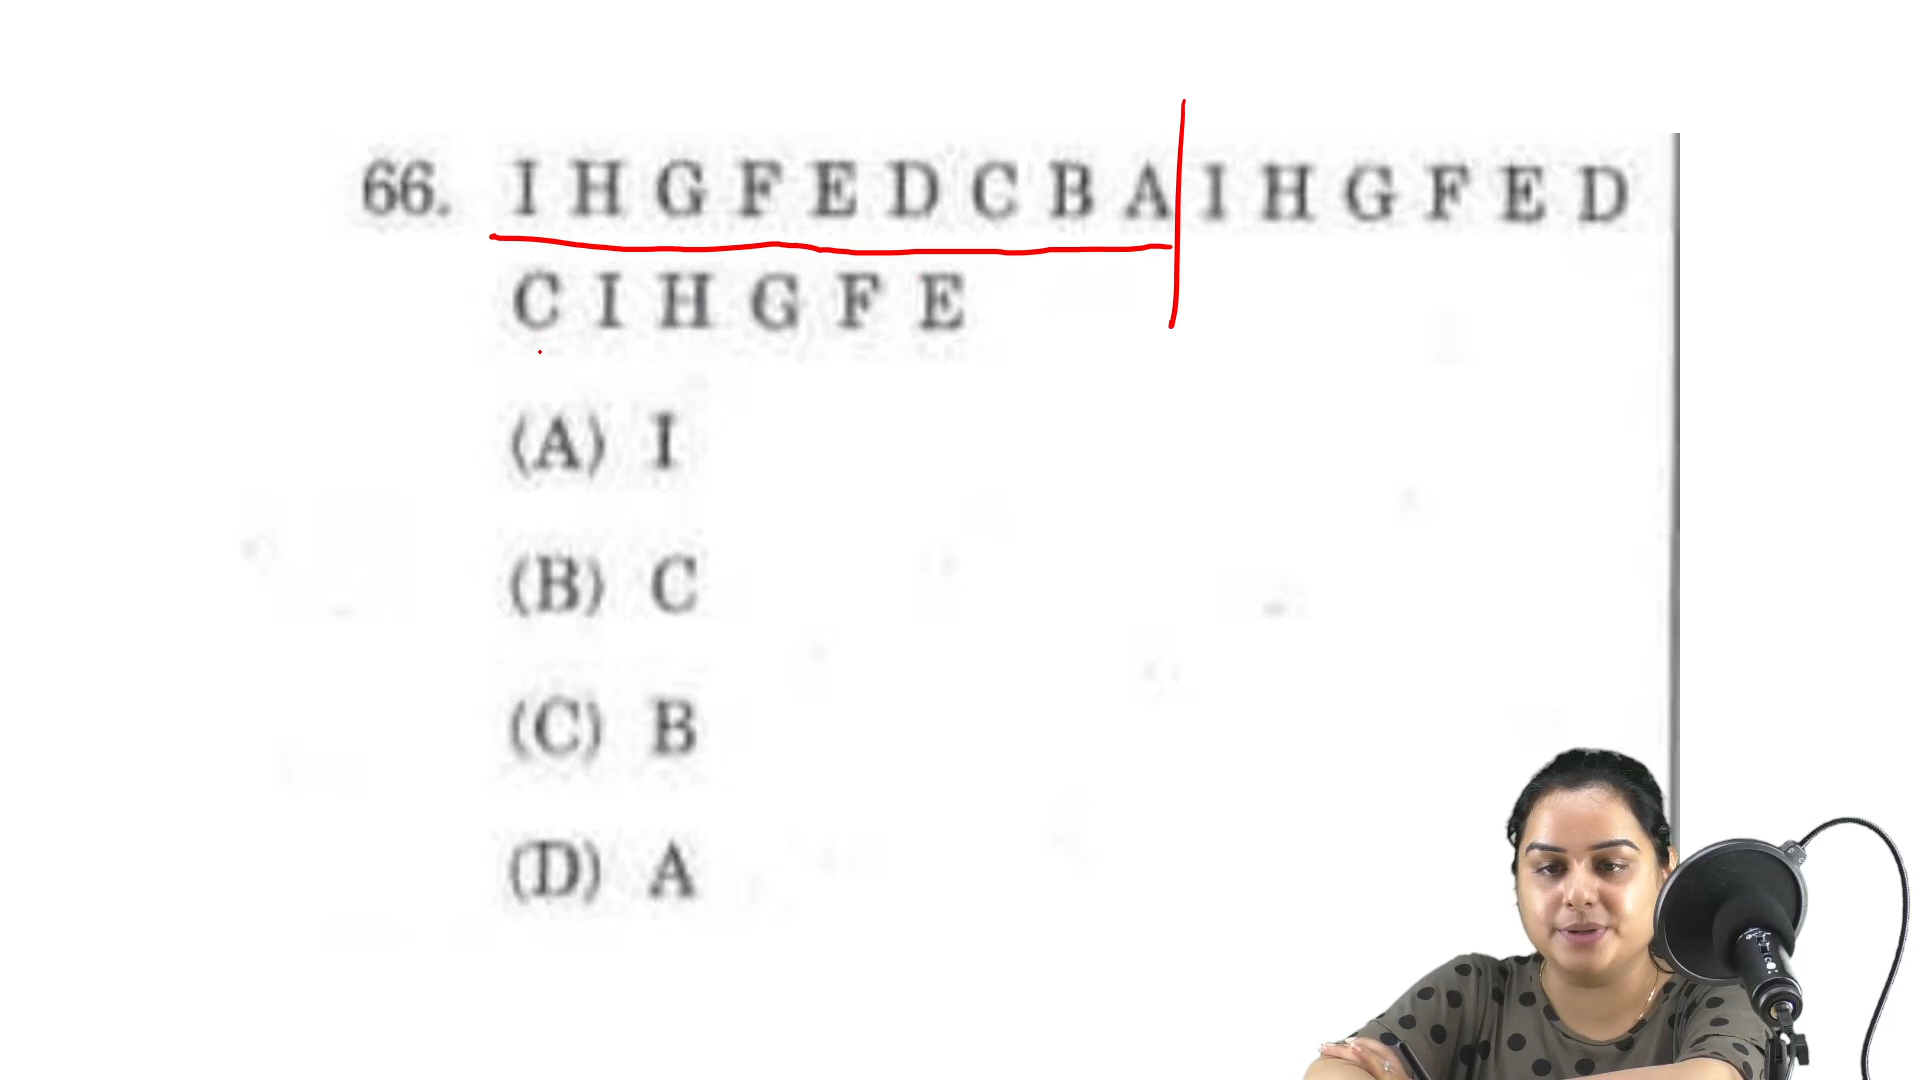 66. I H G F E D C B A I H G F E D
C I H G F E
(A) I
(B) C
(C) B
(D) A